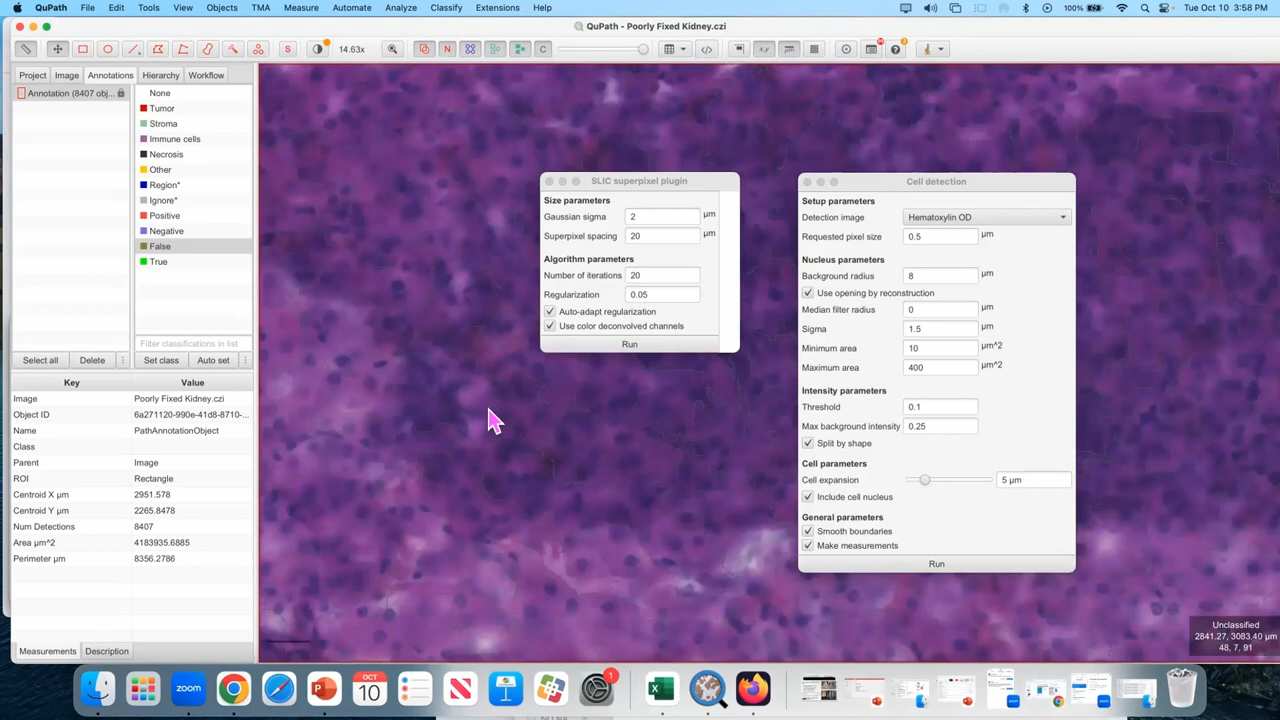 QuPath File Edit Tools View Objects TMA Measure Automate Analyze Classify Extensions Help
100% Tue Oct 10 3:58 PM
QuPath - Poorly Fixed Kidney.czi
S 14.63x N C x,y
Project Image Annotations Hierarchy Workflow
Annotation (8407 obj...
None
Tumor
Stroma
Immune cells
Necrosis
Other
Region*
Ignore*
Positive
Negative
False
True
Filter classifications in list
Select all Delete Set class Auto set
Key Value
Image Poorly Fixed Kidney.czi
Object ID 6a271120-990e-41d8-8710-...
Name PathAnnotationObject
Class
Parent Image
ROI Rectangle
Centroid X µm 2951.578
Centroid Y µm 2265.8478
Num Detections 8407
Area µm^2 4183935.6885
Perimeter µm 8356.2786
Measurements Description
SLIC superpixel plugin
Size parameters
Gaussian sigma 2 µm
Superpixel spacing 20 µm
Algorithm parameters
Number of iterations 20
Regularization 0.05
Auto-adapt regularization
Use color deconvolved channels
Run
Cell detection
Setup parameters
Detection image Hematoxylin OD
Requested pixel size 0.5 µm
Nucleus parameters
Background radius 8 µm
Use opening by reconstruction
Median filter radius 0 µm
Sigma 1.5 µm
Minimum area 10 µm^2
Maximum area 400 µm^2
Intensity parameters
Threshold 0.1
Max background intensity 0.25
Split by shape
Cell parameters
Cell expansion 5 µm
Include cell nucleus
General parameters
Smooth boundaries
Make measurements
Run
Unclassified
2841.27, 3083.40 µm
48, 7, 91
zoom
OCT
10
1